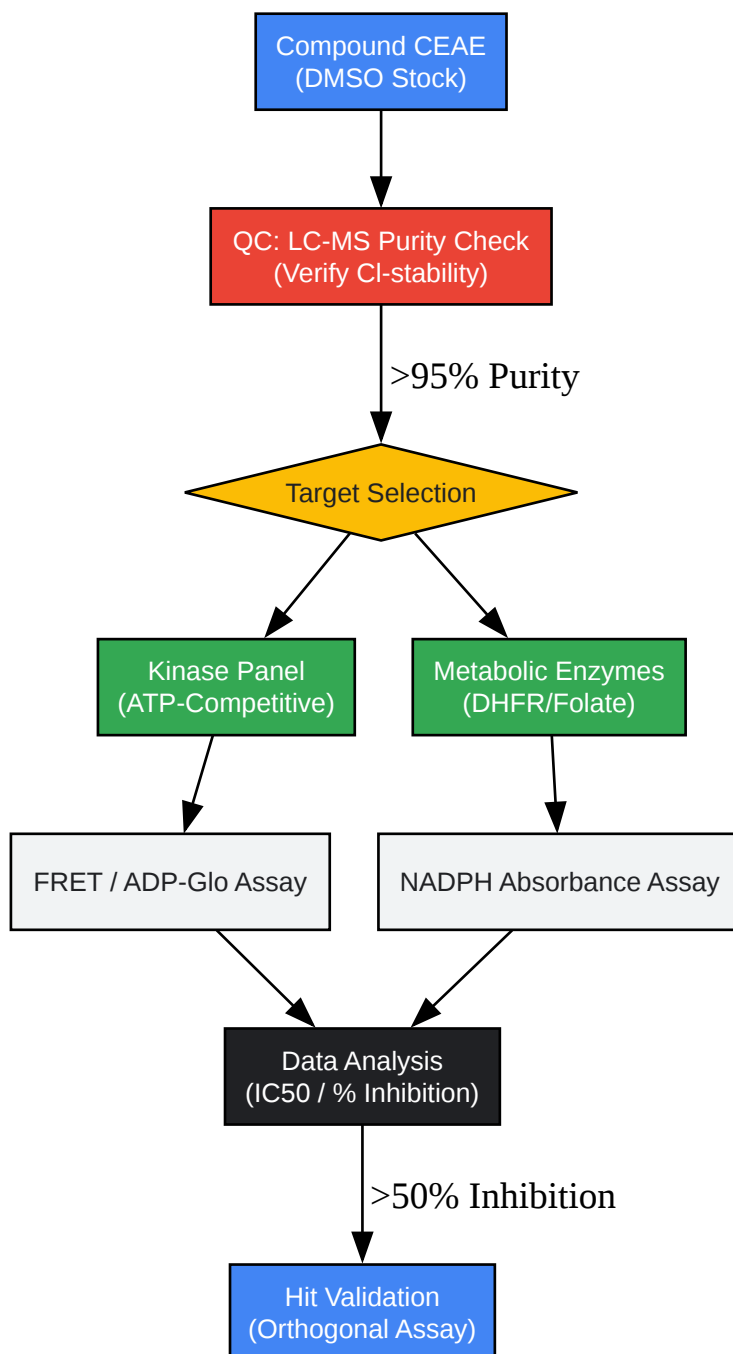 Compound CEAE
(DMSO Stock)
QC: LC-MS Purity Check
(Verify Cl-stability)
>95% Purity
Target Selection
Kinase Panel
(ATP-Competitive)
Metabolic Enzymes
(DHFR/Folate)
FRET / ADP-Glo Assay
NADPH Absorbance Assay
Data Analysis
(IC50 / % Inhibition)
>50% Inhibition
Hit Validation
(Orthogonal Assay)